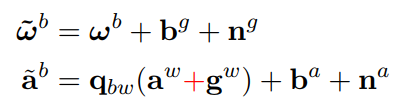 ω̃ᵇ = ωᵇ + bᵍ + nᵍ
ãᵇ = q_bw(aʷ+gʷ) + bᵃ + nᵃ